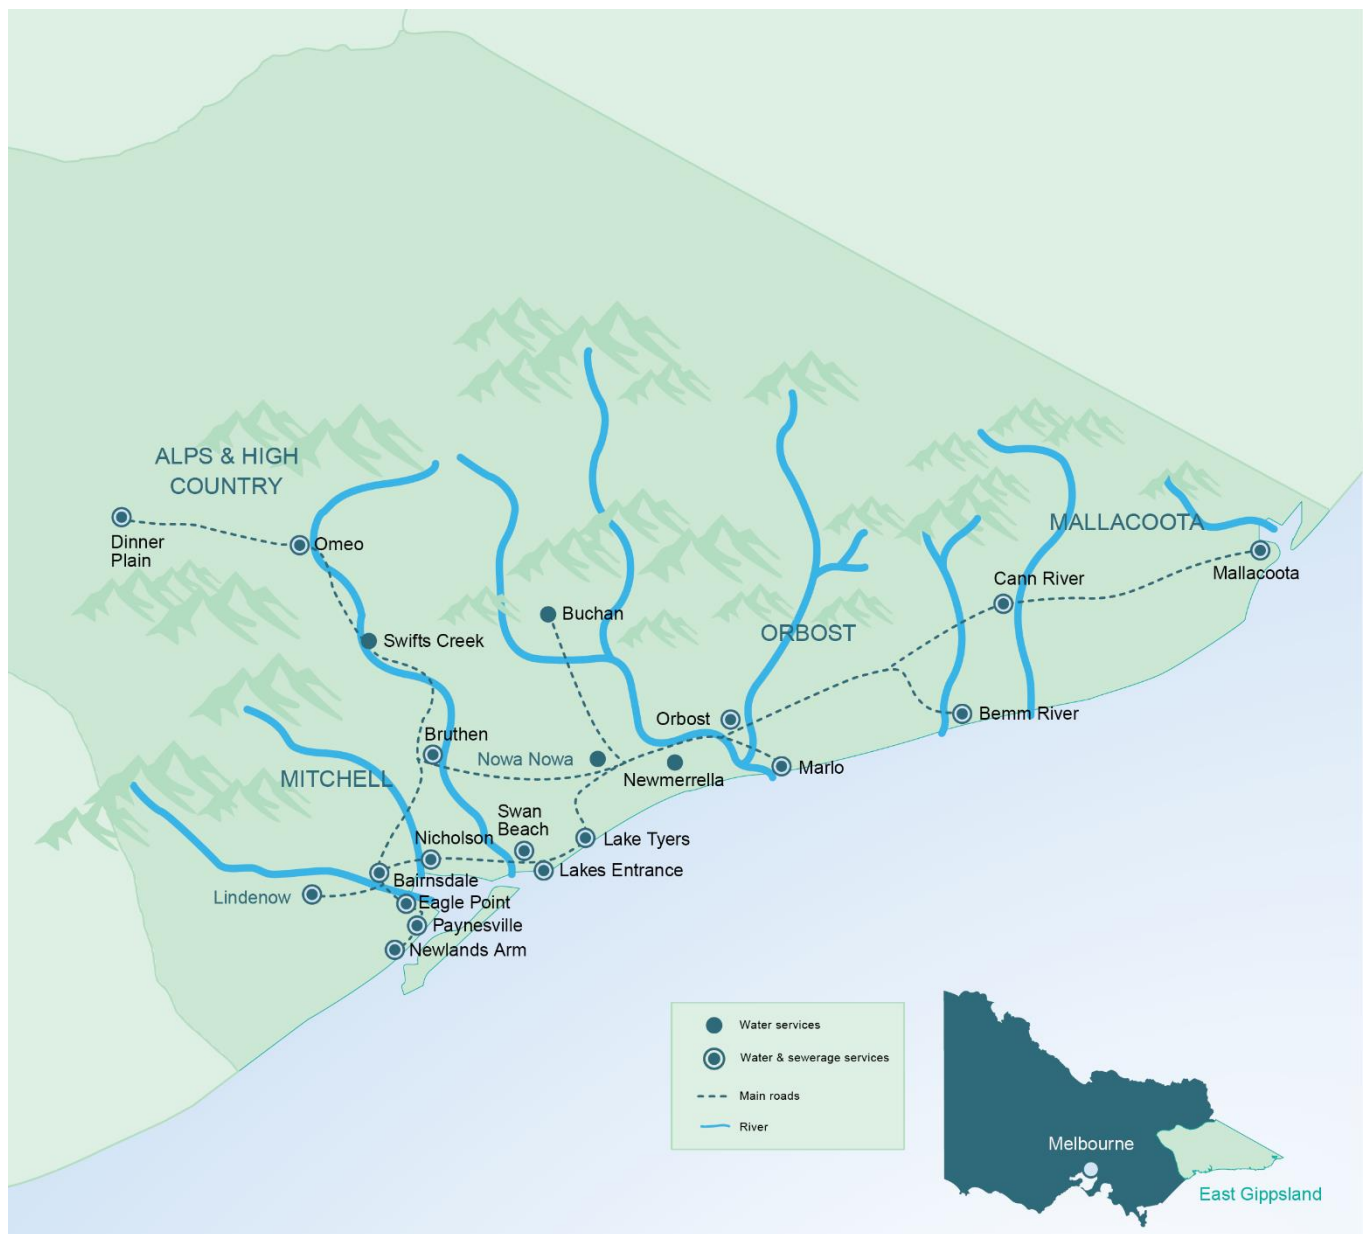 ALPS & HIGH
COUNTRY
Dinner
Plain
Omeo
MALLACOOTA
Cann River
Mallacoota
Buchan
Swifts Creek
ORBOST
Orbost
Bemm River
Bruthen
Nowa Nowa
Newmerrella
Marlo
MITCHELL
Swan
Beach
Nicholson
Lake Tyers
Bairnsdale
Lakes Entrance
Lindenow
Eagle Point
Paynesville
Newlands Arm
Water services
Water & sewerage services
Main roads
River
Melbourne
East Gippsland